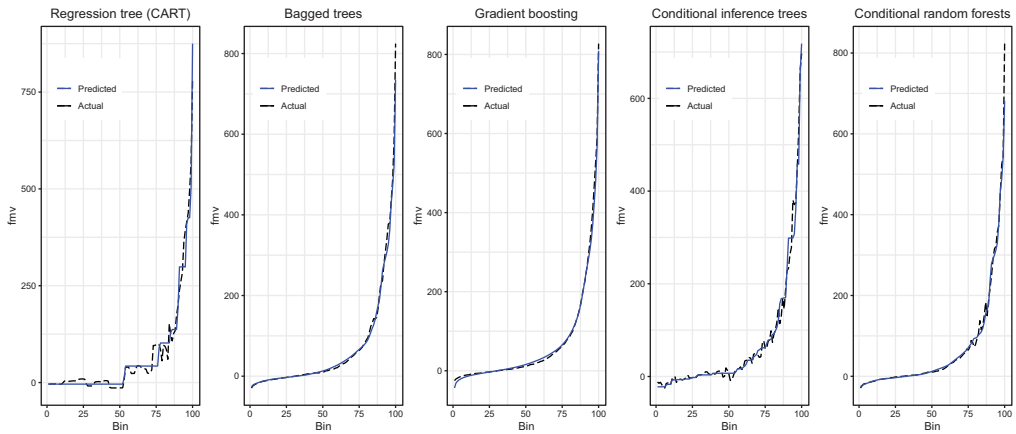 Regression tree (CART)
Bagged trees
Gradient boosting
Conditional inference trees
Conditional random forests
fmv
750
500
250
0
Predicted
Actual
0
25
50
75
100
Bin
fmv
800
600
400
200
0
Predicted
Actual
0
25
50
75
100
Bin
fmv
800
600
400
200
0
Predicted
Actual
0
25
50
75
100
Bin
fmv
600
400
200
0
Predicted
Actual
0
25
50
75
100
Bin
fmv
800
600
400
200
0
Predicted
Actual
0
25
50
75
100
Bin